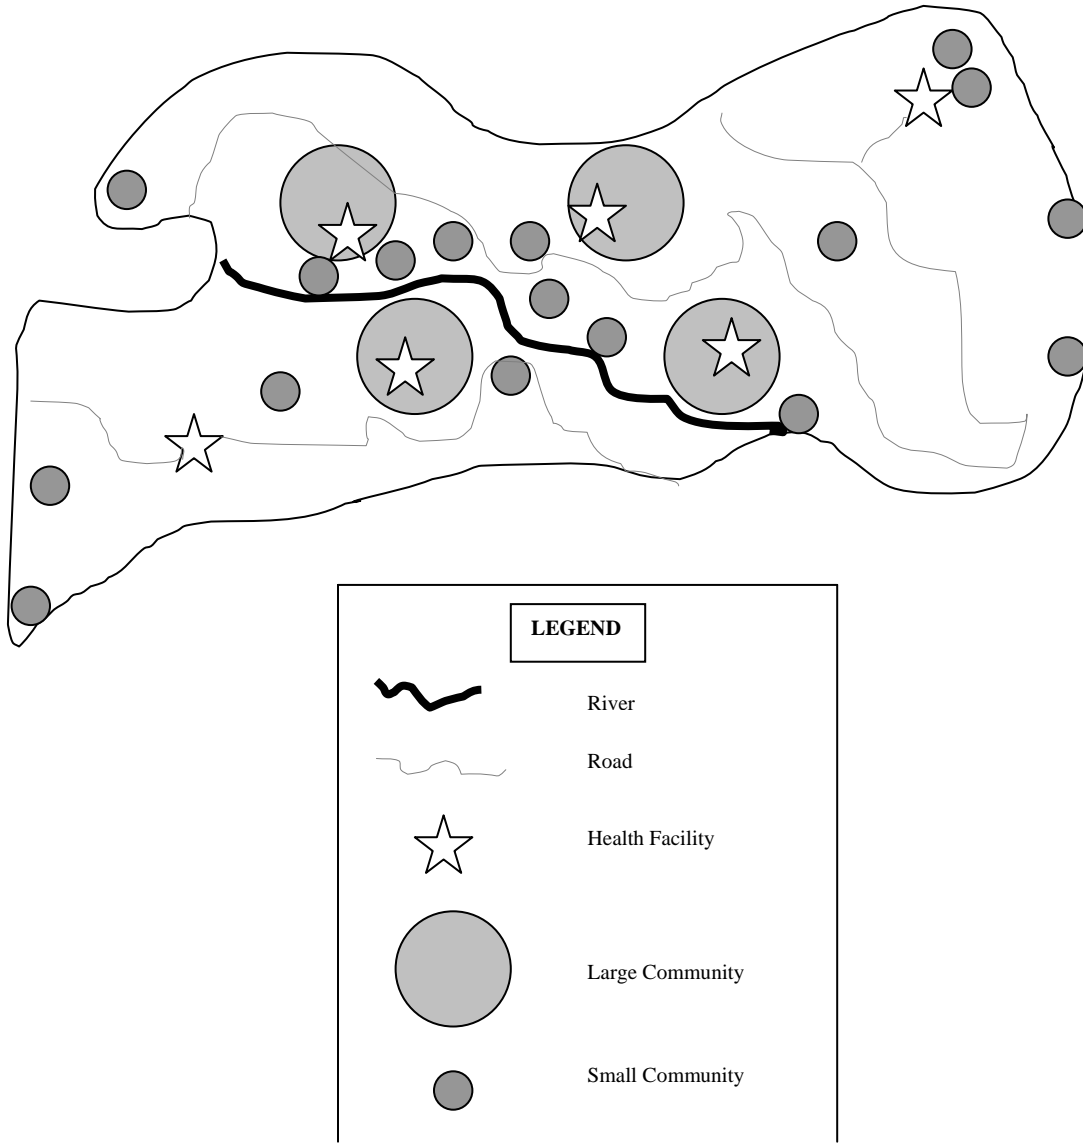 LEGEND
River
Road
Health Facility
Large Community
Small Community